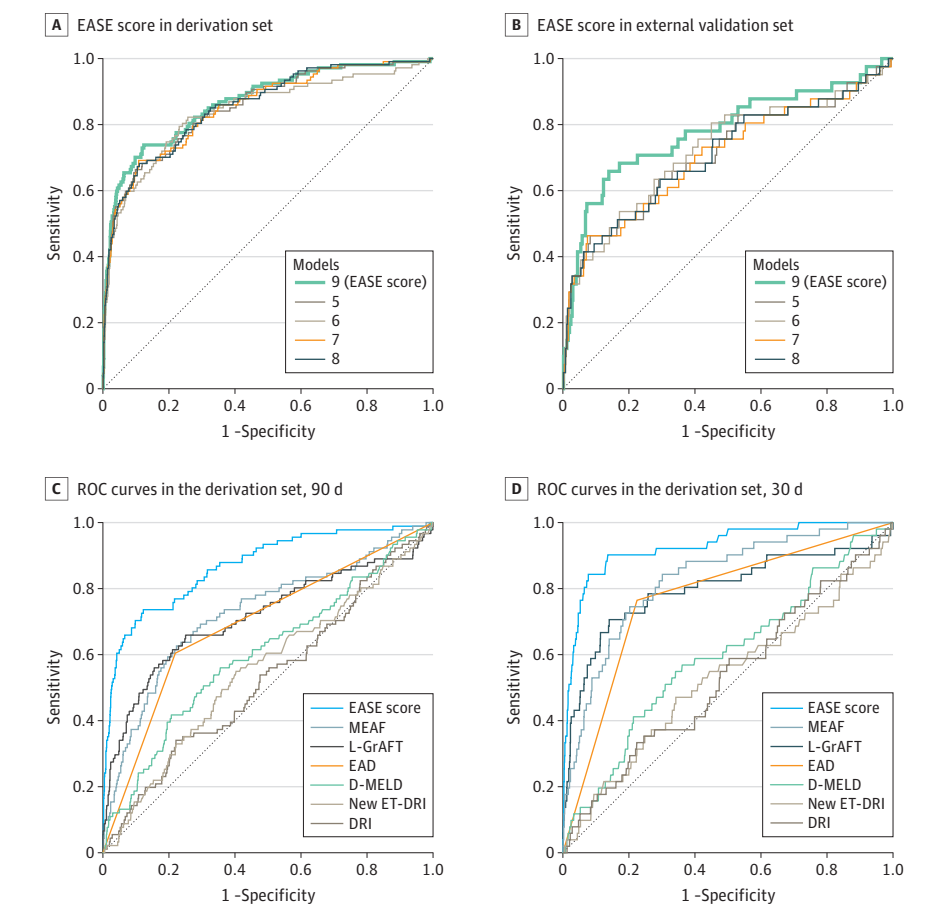 A EASE score in derivation set
1.0
0.8
0.6
0.4
0.2
0
Sensitivity
Models
9 (EASE score)
5
6
7
8
0 0.2 0.4 0.6 0.8 1.0
1 -Specificity
B EASE score in external validation set
1.0
0.8
0.6
0.4
0.2
0
Sensitivity
Models
9 (EASE score)
5
6
7
8
0 0.2 0.4 0.6 0.8 1.0
1 -Specificity
C ROC curves in the derivation set, 90 d
1.0
0.8
0.6
0.4
0.2
0
Sensitivity
EASE score
MEAF
L-GrAFT
EAD
D-MELD
New ET-DRI
DRI
0 0.2 0.4 0.6 0.8 1.0
1 -Specificity
D ROC curves in the derivation set, 30 d
1.0
0.8
0.6
0.4
0.2
0
Sensitivity
EASE score
MEAF
L-GrAFT
EAD
D-MELD
New ET-DRI
DRI
0 0.2 0.4 0.6 0.8 1.0
1 -Specificity